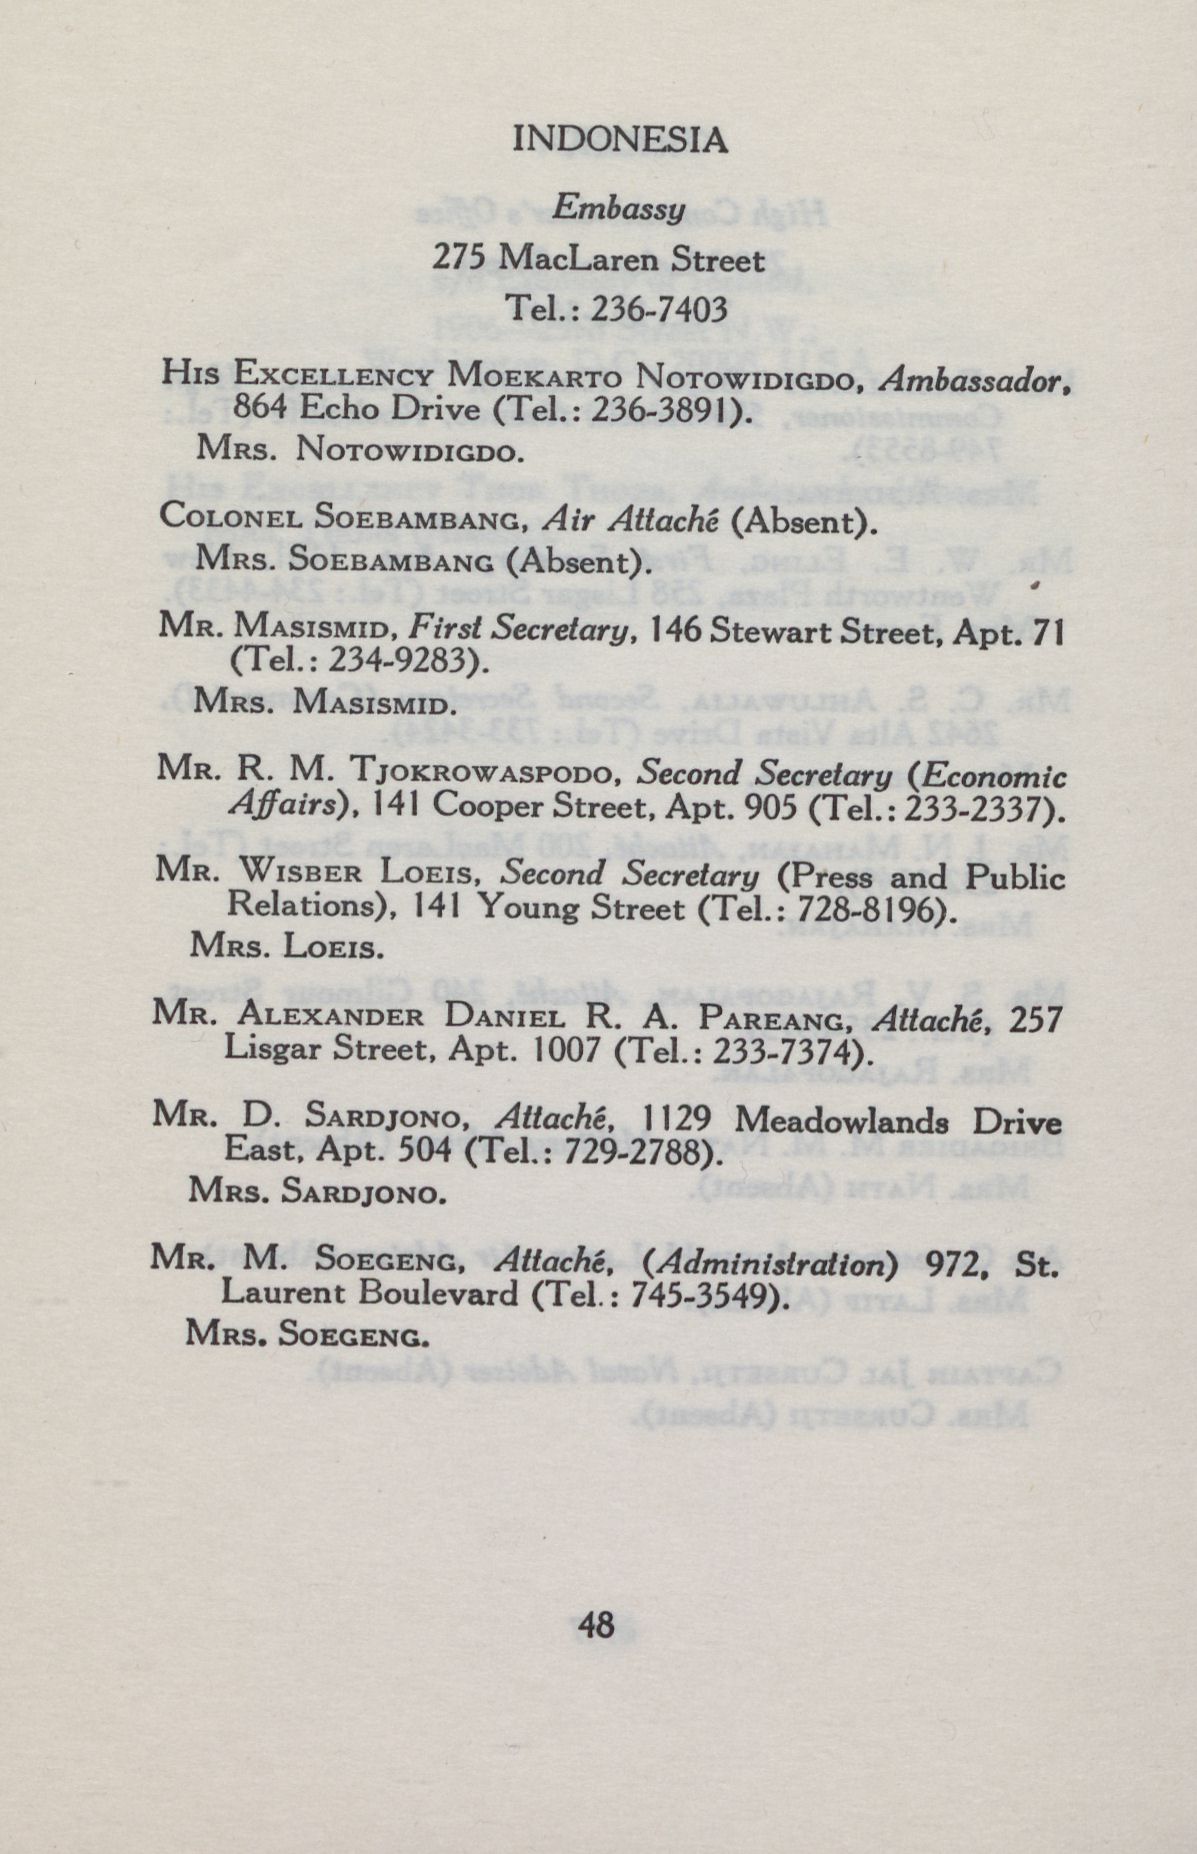 INDONESIA
Embassy
275 MacLaren Street
Tel.: 236-7403
His Excellency Moekarto Notowidigdo, Ambassador,
864 Echo Drive (Tel.: 236-3891).
Mrs. Notowidigdo.
Colonel Soebambang, Air Attaché (Absent).
Mrs. Soebambang (Absent).
Mr. Masismid, First Secretary, 146 Stewart Street, Apt. 71
(Tel.: 234-9283).
Mrs. Masismid.
Mr. R. M. Tjokrowaspodo, Second Secretary (Economic
Affairs), 141 Cooper Street, Apt. 905 (Tel.: 233-2337).
Mr. Wisber Loeis, Second Secretary (Press and Public
Relations), 141 Young Street (Tel.: 728-8196).
Mrs. Loeis.
Mr. Alexander Daniel R. A. Pareang, Attaché, 257
Lisgar Street, Apt. 1007 (Tel.: 233-7374).
Mr. D. Sardjono, Attaché, 1129 Meadowlands Drive
East, Apt. 504 (Tel.: 729-2788).
Mrs. Sardjono.
Mr. M. Soegeng, Attaché, (Administration) 972, St.
Laurent Boulevard (Tel.: 745-3549).
Mrs. Soegeng.
48